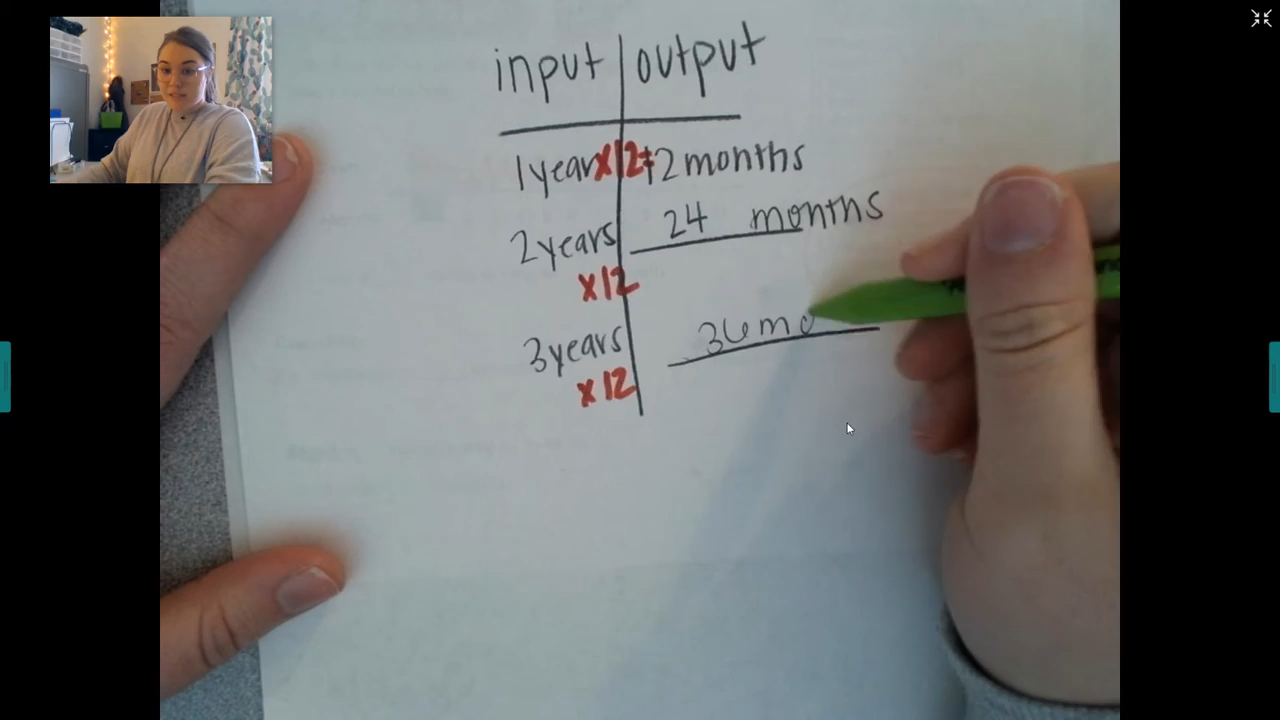 input output
1 year x12= 12 months
2 years 24 months
x12
3 years 36 mo
x12